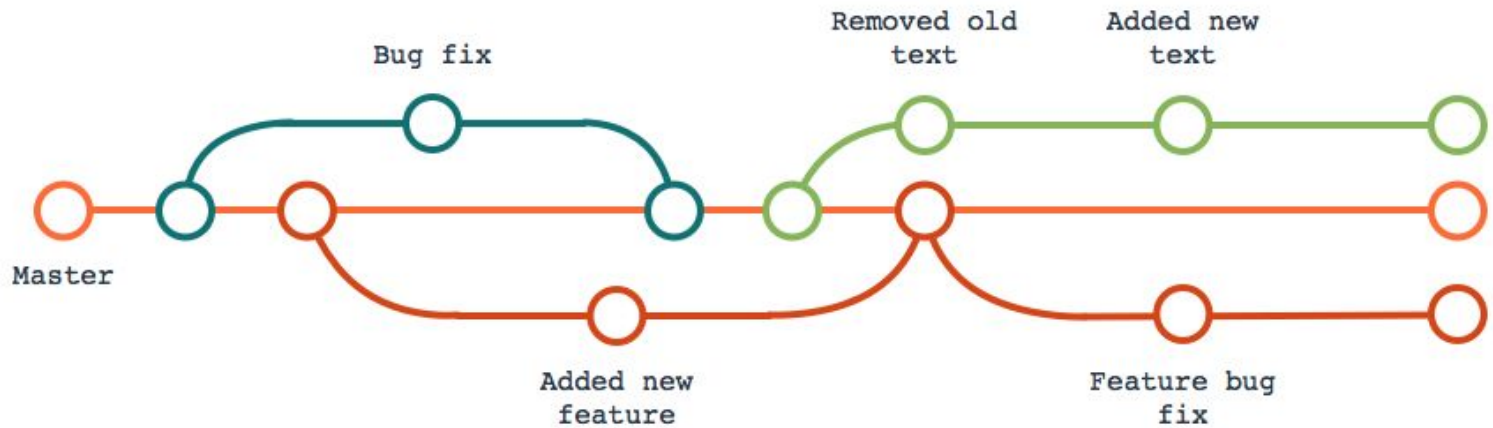 Bug fix
Removed old
text
Added new
text
Master
Added new
feature
Feature bug
fix